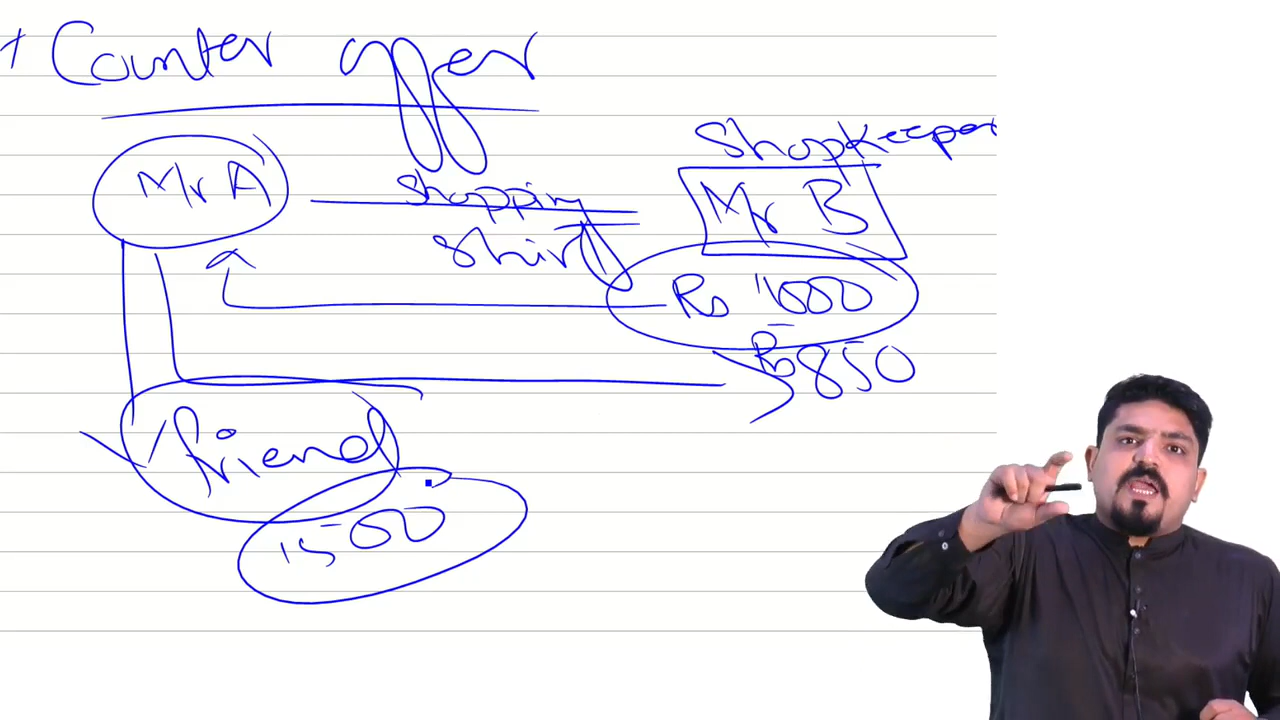 Counter offer
Shopkeeper
Mr A
shopping
Mr B
Shirt
Rs 1000
Rs 850
friend
1500